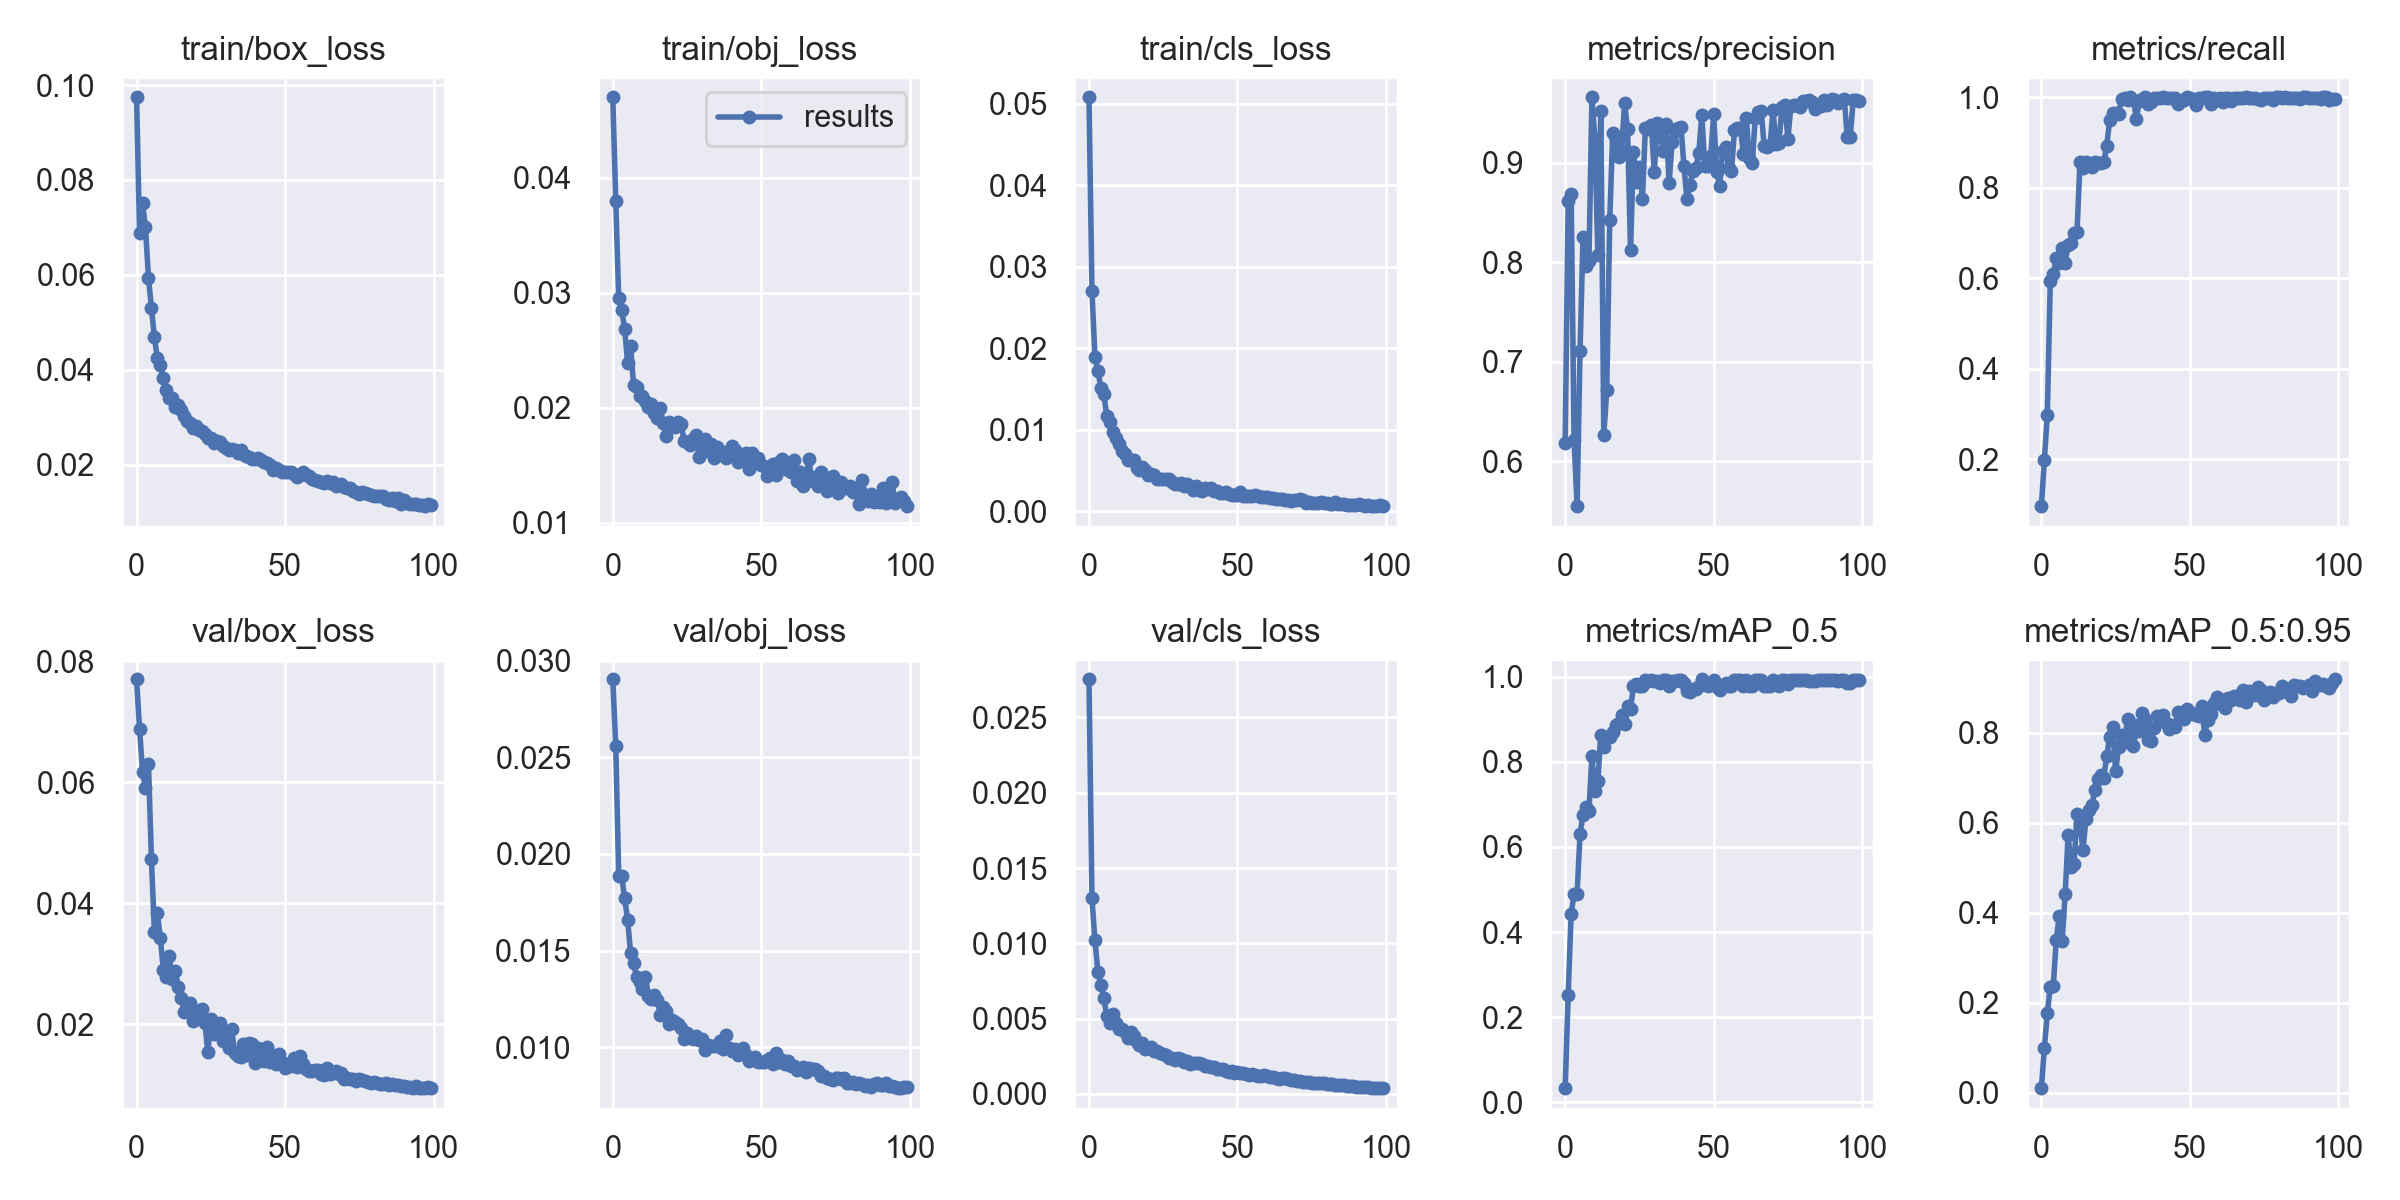 train/box_loss
0.10
0.08
0.06
0.04
0.02
0 50 100
train/obj_loss
results
0.04
0.03
0.02
0.01
0 50 100
train/cls_loss
0.05
0.04
0.03
0.02
0.01
0.00
0 50 100
metrics/precision
0.9
0.8
0.7
0.6
0 50 100
metrics/recall
1.0
0.8
0.6
0.4
0.2
0 50 100
val/box_loss
0.08
0.06
0.04
0.02
0 50 100
val/obj_loss
0.030
0.025
0.020
0.015
0.010
0 50 100
val/cls_loss
0.025
0.020
0.015
0.010
0.005
0.000
0 50 100
metrics/mAP_0.5
1.0
0.8
0.6
0.4
0.2
0.0
0 50 100
metrics/mAP_0.5:0.95
0.8
0.6
0.4
0.2
0.0
0 50 100